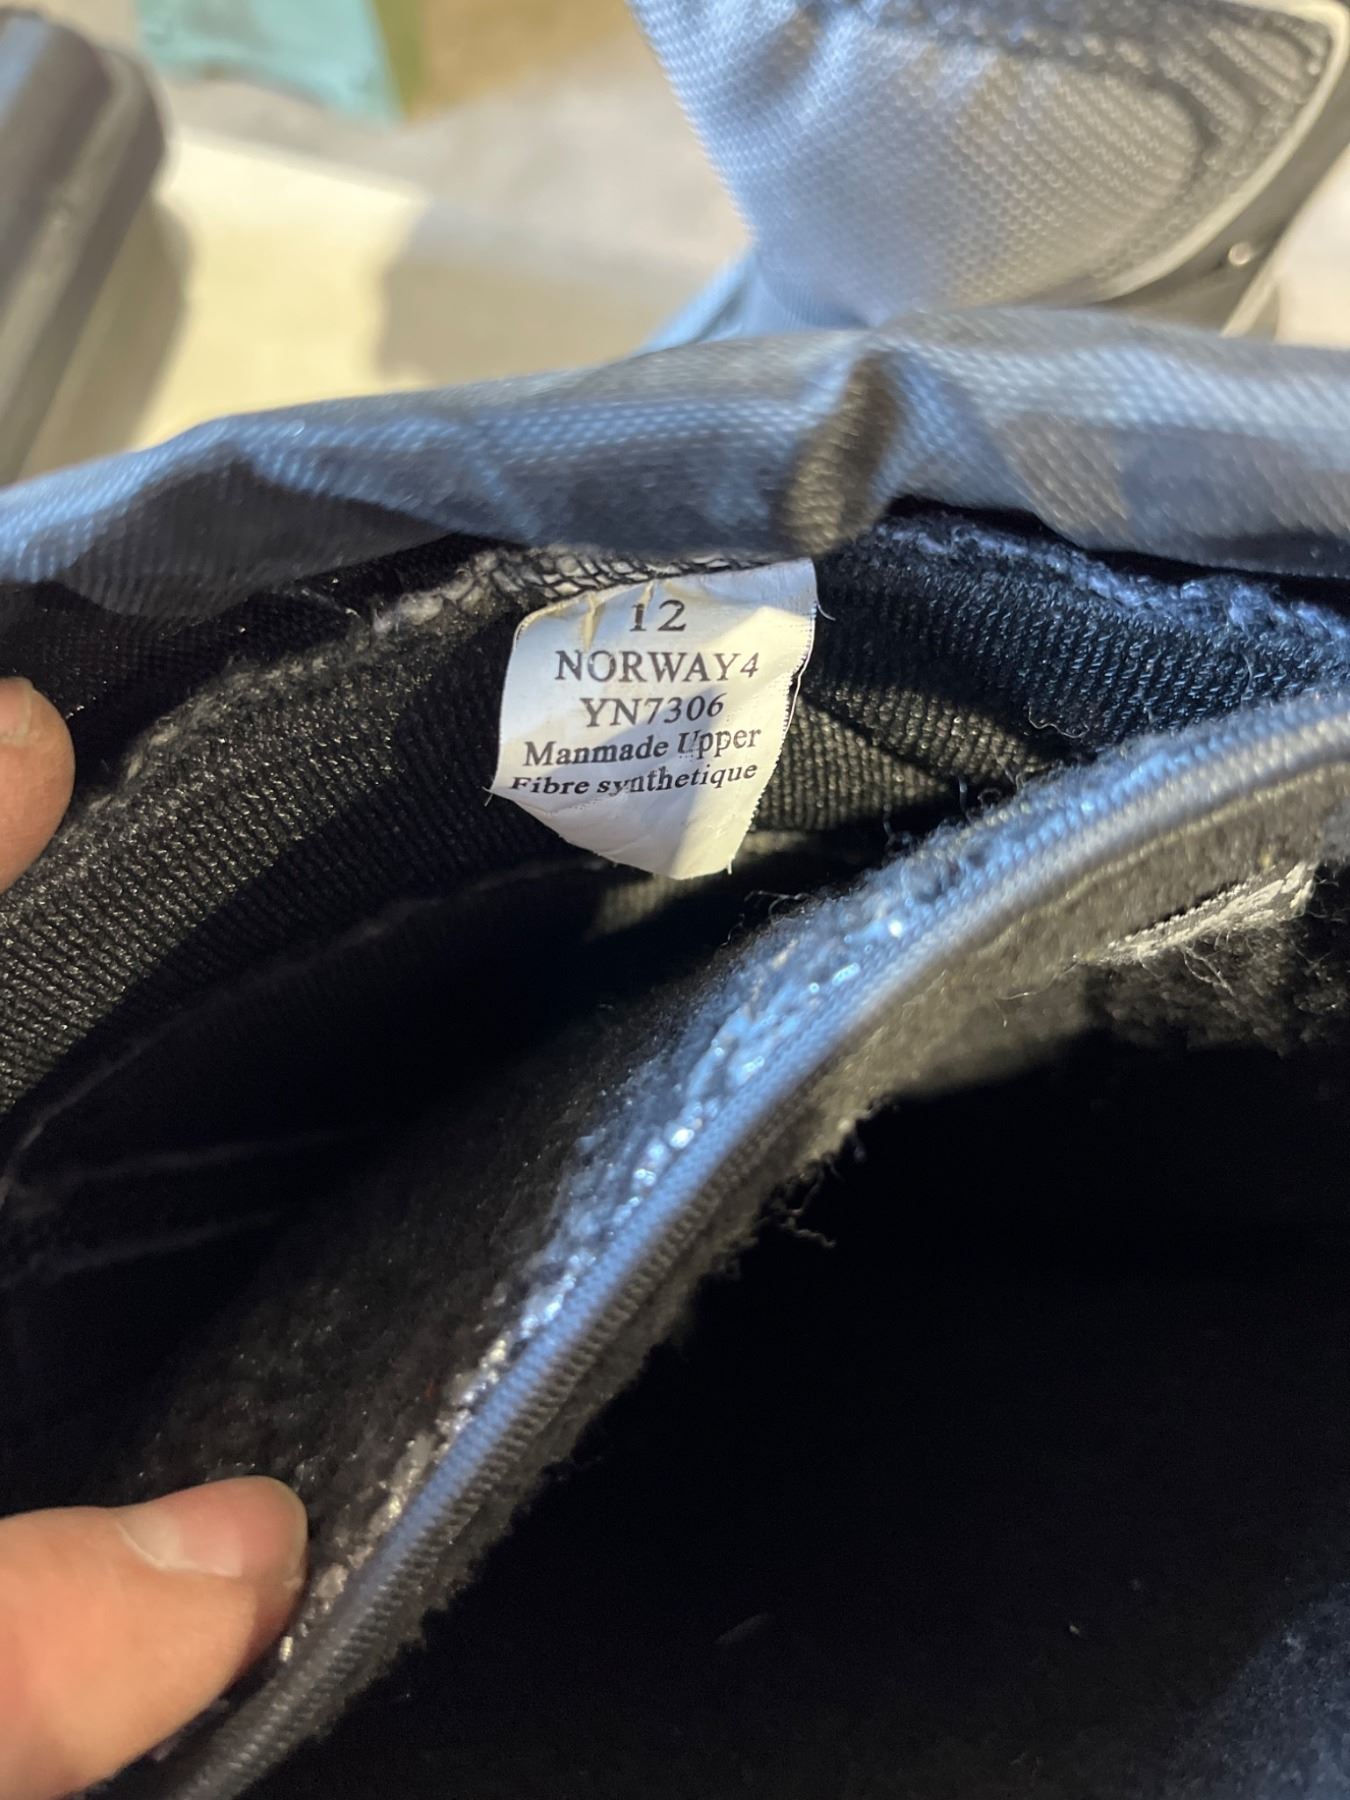 12
NORWAY4
YN7306
Manmade Upper
Fibre synthetique